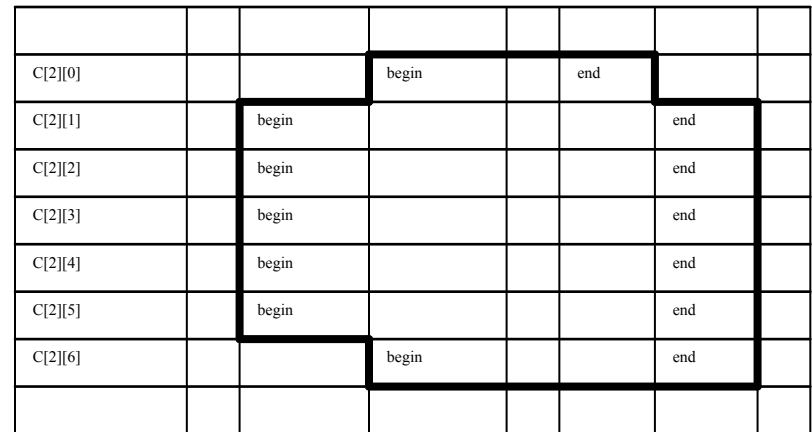 C[2][0] begin end
C[2][1] begin end
C[2][2] begin end
C[2][3] begin end
C[2][4] begin end
C[2][5] begin end
C[2][6] begin end